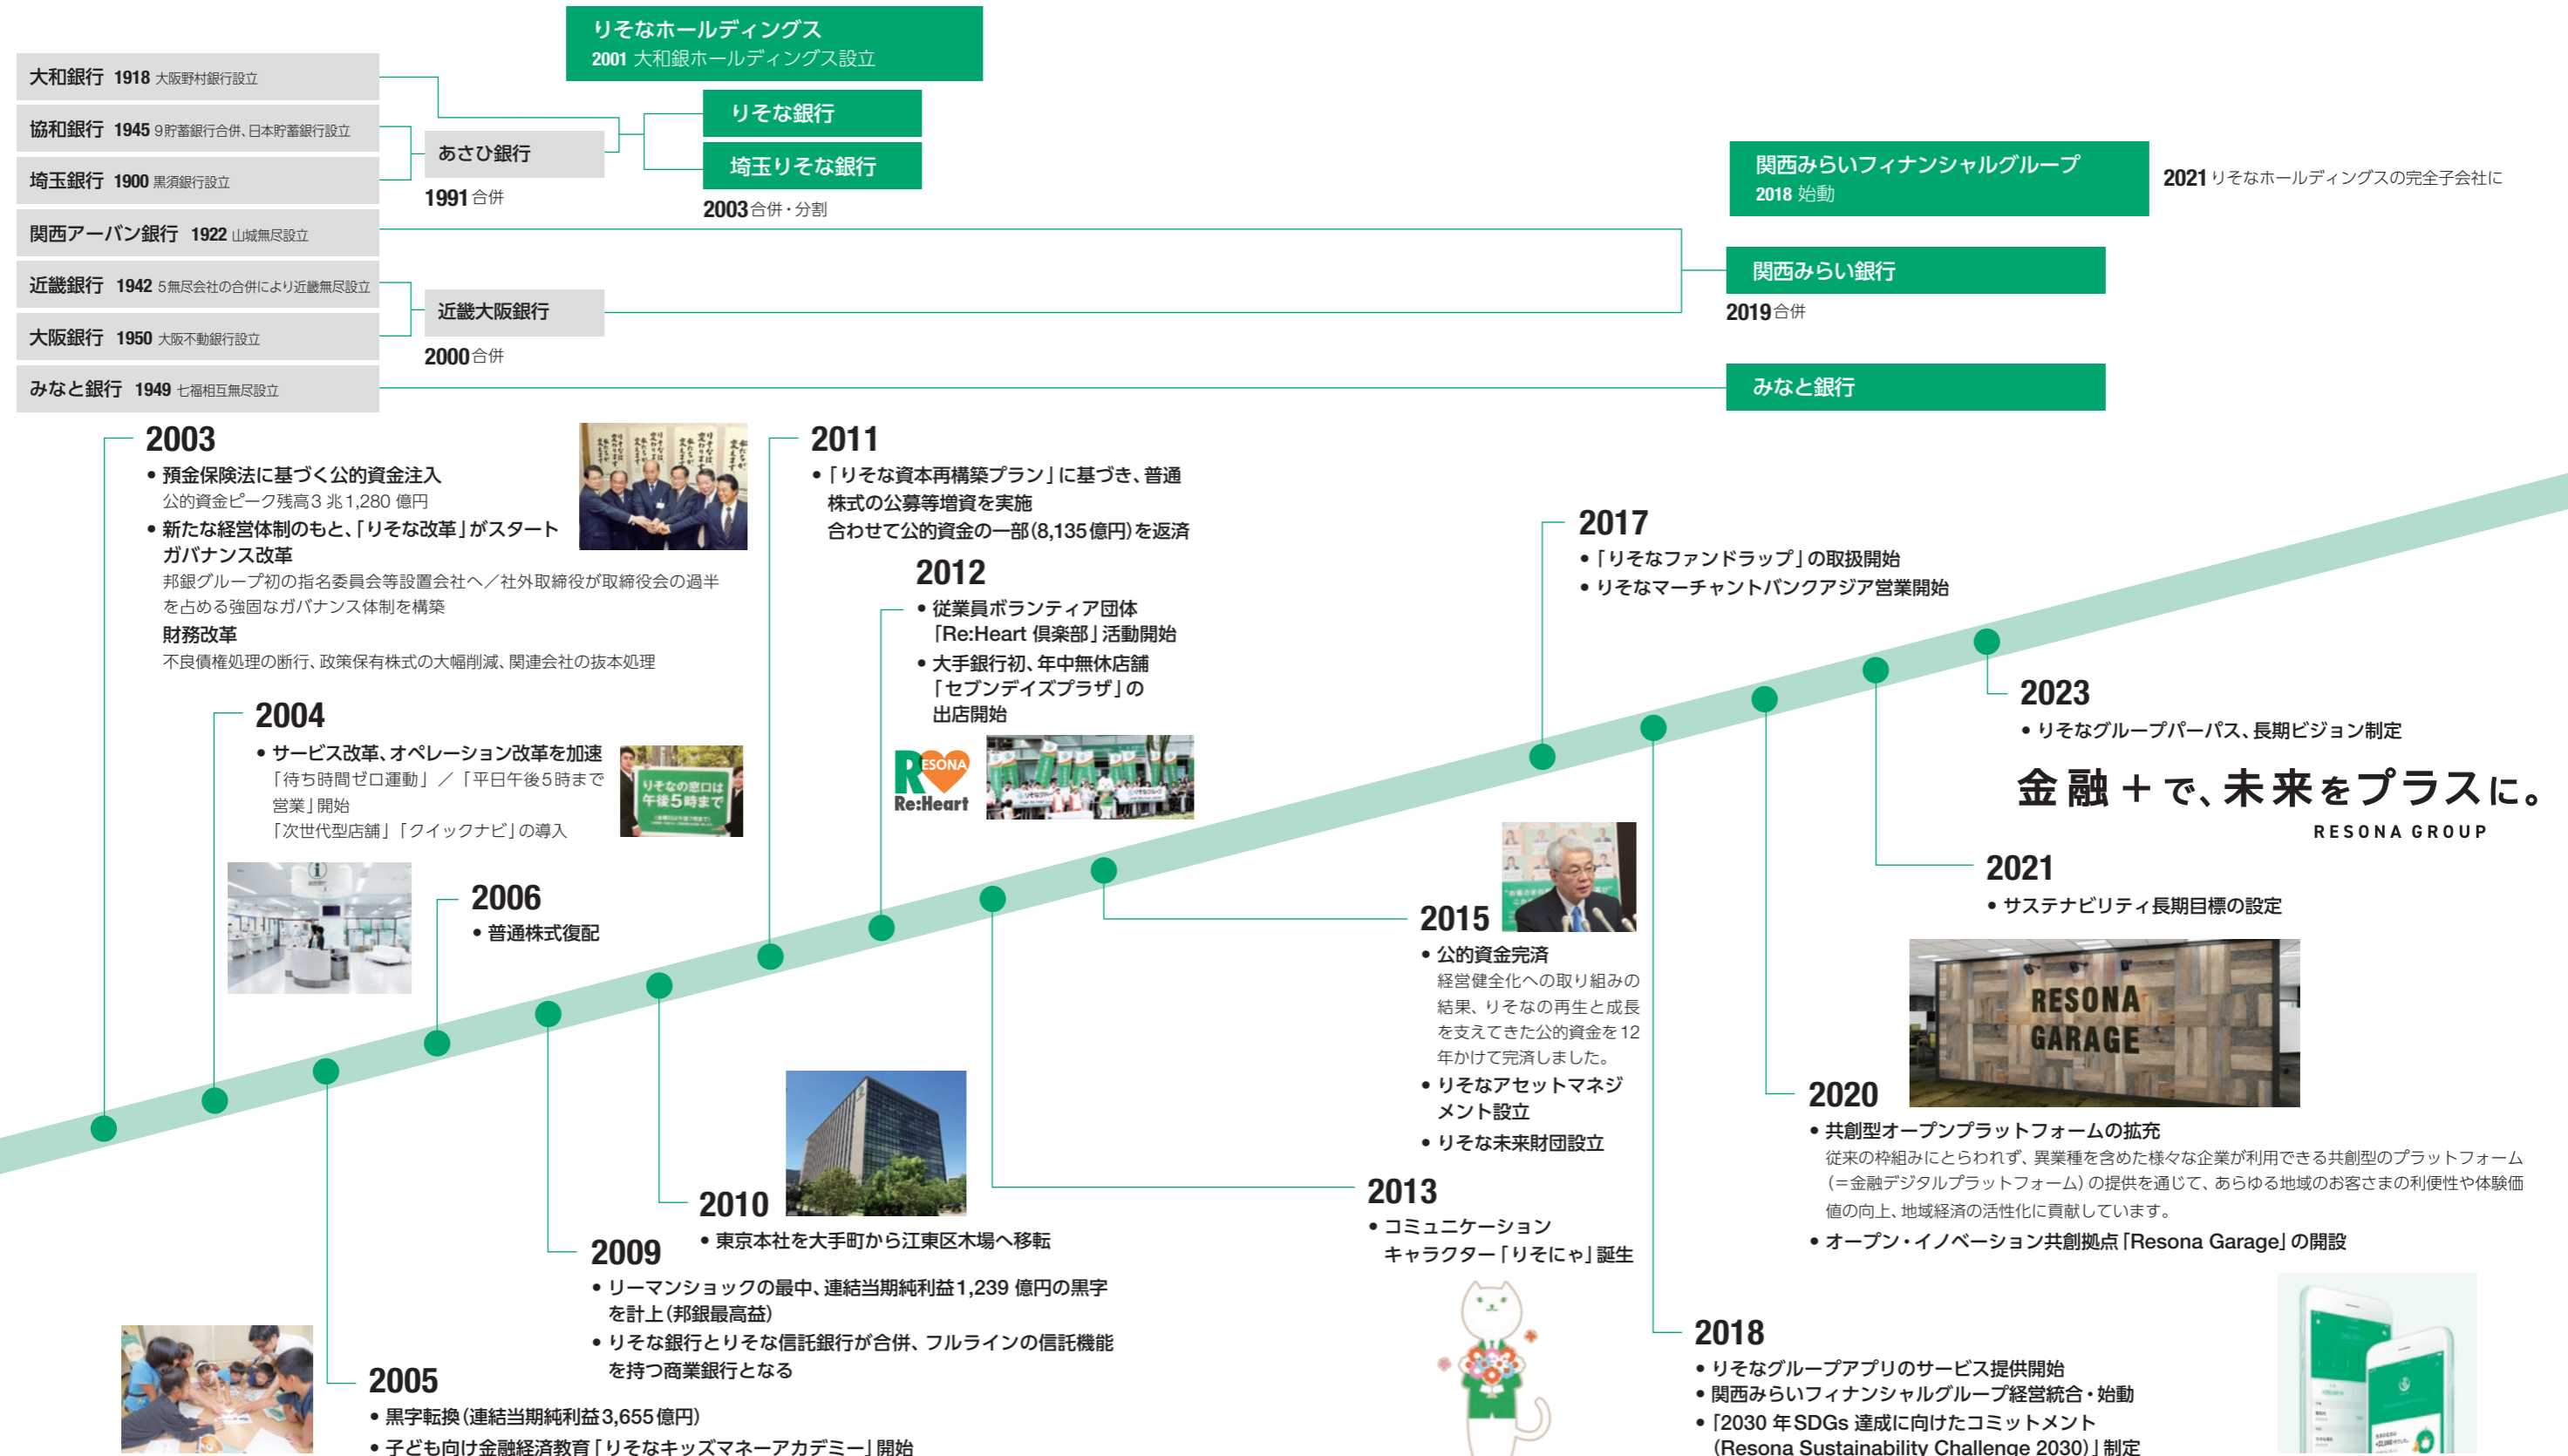 りそなホールディングス
2001 大和銀ホールディングス設立
大和銀行 1918 大阪野村銀行設立
協和銀行 1945 9貯蓄銀行合併、日本貯蓄銀行設立
埼玉銀行 1900 黒須銀行設立
関西アーバン銀行 1922 山城無尽設立
近畿銀行 1942 5無尽会社の合併により近畿無尽設立
大阪銀行 1950 大阪不動銀行設立
みなと銀行 1949 七福相互無尽設立
あさひ銀行
1991合併
近畿大阪銀行
2000合併
りそな銀行
埼玉りそな銀行
2003合併・分割
関西みらいフィナンシャルグループ
2018 始動
2021りそなホールディングスの完全子会社に
関西みらい銀行
2019合併
みなと銀行
2003
• 預金保険法に基づく公的資金注入
公的資金ピーク残高3 兆1,280 億円
• 新たな経営体制のもと、「りそな改革」がスタート
ガバナンス改革
邦銀グループ初の指名委員会等設置会社へ／社外取締役が取締役会の過半
を占める強固なガバナンス体制を構築
財務改革
不良債権処理の断行、政策保有株式の大幅削減、関連会社の抜本処理
2004
• サービス改革、オペレーション改革を加速
「待ち時間ゼロ運動」／「平日午後5時まで
営業」開始
「次世代型店舗」「クイックナビ」の導入
りそなの窓口は
午後5時まで
2006
• 普通株式復配
2011
• 「りそな資本再構築プラン」に基づき、普通
株式の公募等増資を実施
合わせて公的資金の一部(8,135億円)を返済
2012
• 従業員ボランティア団体
「Re:Heart 倶楽部」活動開始
• 大手銀行初、年中無休店舗
「セブンデイズプラザ」の
出店開始
RESONA
Re:Heart
2017
• 「りそなファンドラップ」の取扱開始
• りそなマーチャントバンクアジア営業開始
2023
• りそなグループパーパス、長期ビジョン制定
金融+で、未来をプラスに。
RESONA GROUP
2021
• サステナビリティ長期目標の設定
RESONA
GARAGE
2015
• 公的資金完済
経営健全化への取り組みの
結果、りそなの再生と成長
を支えてきた公的資金を12
年かけて完済しました。
• りそなアセットマネジ
メント設立
• りそな未来財団設立
2020
• 共創型オープンプラットフォームの拡充
従来の枠組みにとらわれず、異業種を含めた様々な企業が利用できる共創型のプラットフォーム
(＝金融デジタルプラットフォーム)の提供を通じて、あらゆる地域のお客さまの利便性や体験価
値の向上、地域経済の活性化に貢献しています。
• オープン・イノベーション共創拠点「Resona Garage」の開設
2013
• コミュニケーション
キャラクター「りそにゃ」誕生
2010
• 東京本社を大手町から江東区木場へ移転
2009
• リーマンショックの最中、連結当期純利益1,239 億円の黒字
を計上(邦銀最高益)
• りそな銀行とりそな信託銀行が合併、フルラインの信託機能
を持つ商業銀行となる
2018
• りそなグループアプリのサービス提供開始
• 関西みらいフィナンシャルグループ経営統合・始動
• 「2030 年SDGs 達成に向けたコミットメント
(Resona Sustainability Challenge 2030)」制定
2005
• 黒字転換(連結当期純利益3,655億円)
• 子ども向け金融経済教育「りそなキッズマネーアカデミー」開始